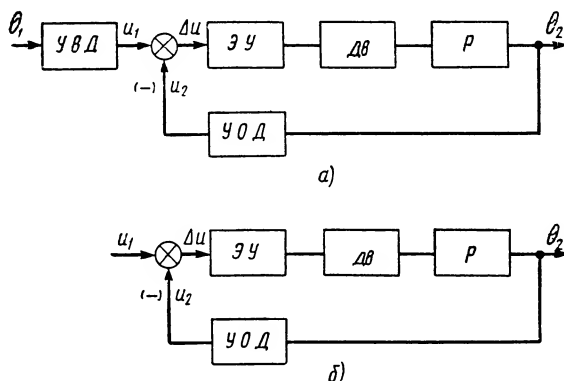 θ₁ УВД u₁ Δu ЭУ ДВ Р θ₂
(−) u₂
УОД
а)
u₁ Δu ЭУ ДВ Р θ₂
(−) u₂
УОД
б)